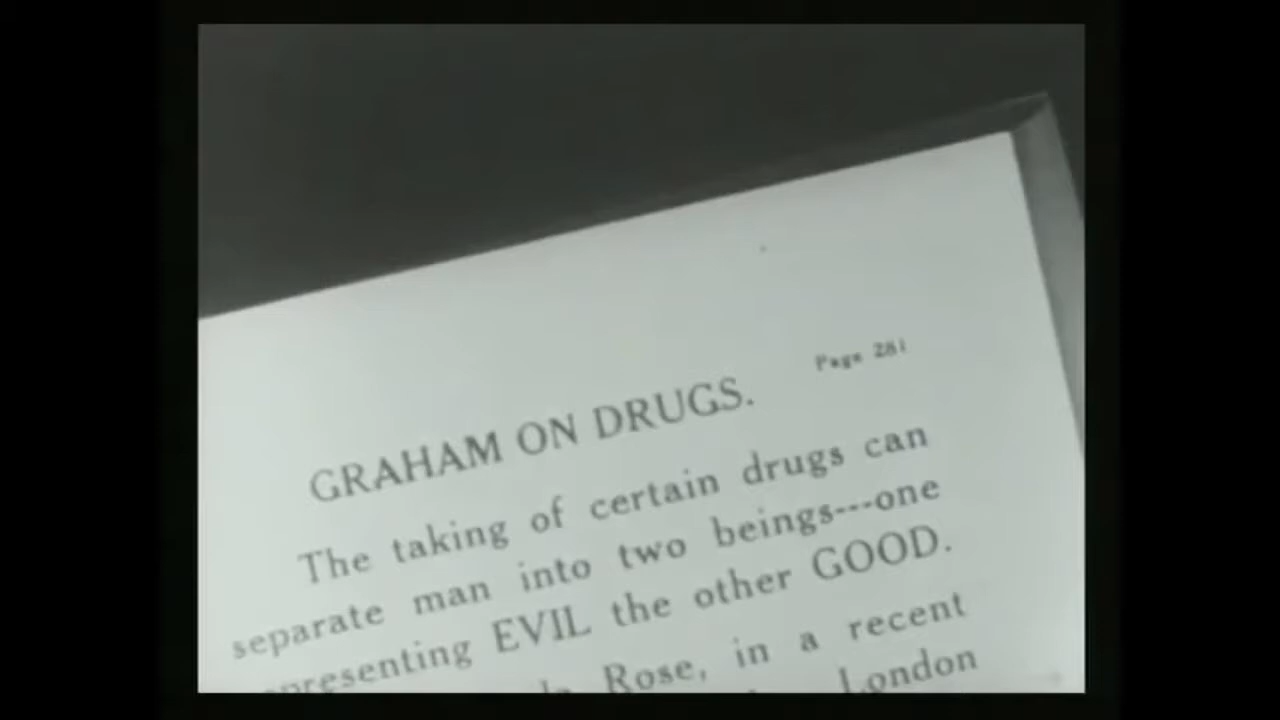 Page 281
GRAHAM ON DRUGS.
The taking of certain drugs can
separate man into two beings---one
representing EVIL the other GOOD.
Rose, in a recent
London